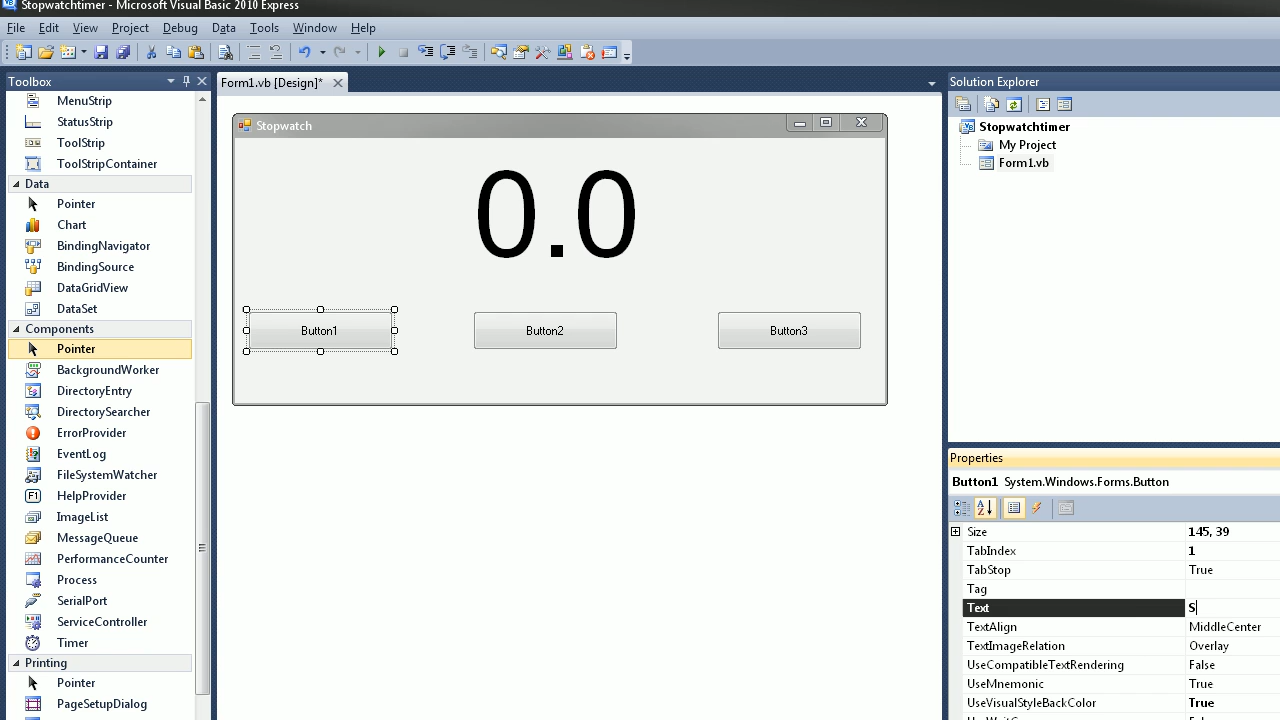 Stopwatchtimer - Microsoft Visual Basic 2010 Express
File Edit View Project Debug Data Tools Window Help
Toolbox
MenuStrip
StatusStrip
ToolStrip
ToolStripContainer
Data
Pointer
Chart
BindingNavigator
BindingSource
DataGridView
DataSet
Components
Pointer
BackgroundWorker
DirectoryEntry
DirectorySearcher
ErrorProvider
EventLog
FileSystemWatcher
HelpProvider
ImageList
MessageQueue
PerformanceCounter
Process
SerialPort
ServiceController
Timer
Printing
Pointer
PageSetupDialog
Form1.vb [Design]*
Stopwatch
0.0
Button1 Button2 Button3
Solution Explorer
Stopwatchtimer
My Project
Form1.vb
Properties
Button1 System.Windows.Forms.Button
Size 145, 39
TabIndex 1
TabStop True
Tag
Text S
TextAlign MiddleCenter
TextImageRelation Overlay
UseCompatibleTextRendering False
UseMnemonic True
UseVisualStyleBackColor True